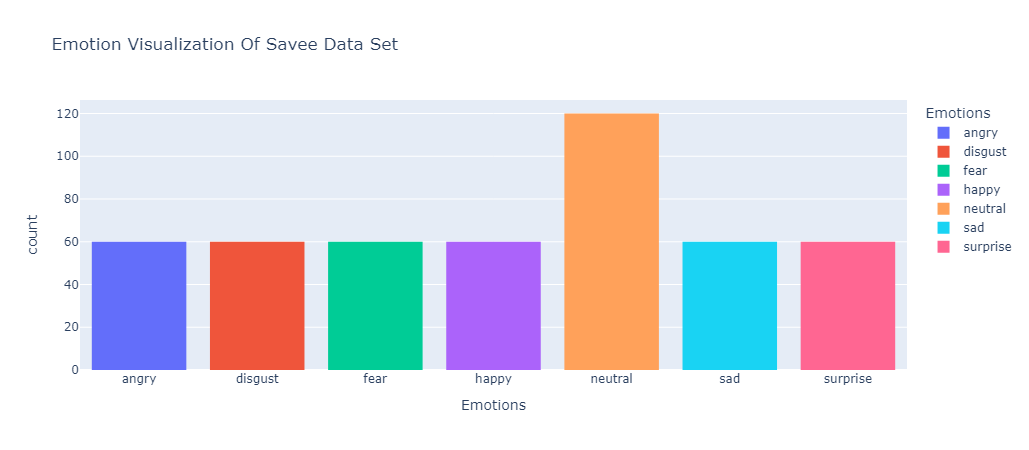 Emotion Visualization Of Savee Data Set
120
100
80
60
40
20
0
count
angry disgust fear happy neutral sad surprise
Emotions
Emotions
angry
disgust
fear
happy
neutral
sad
surprise